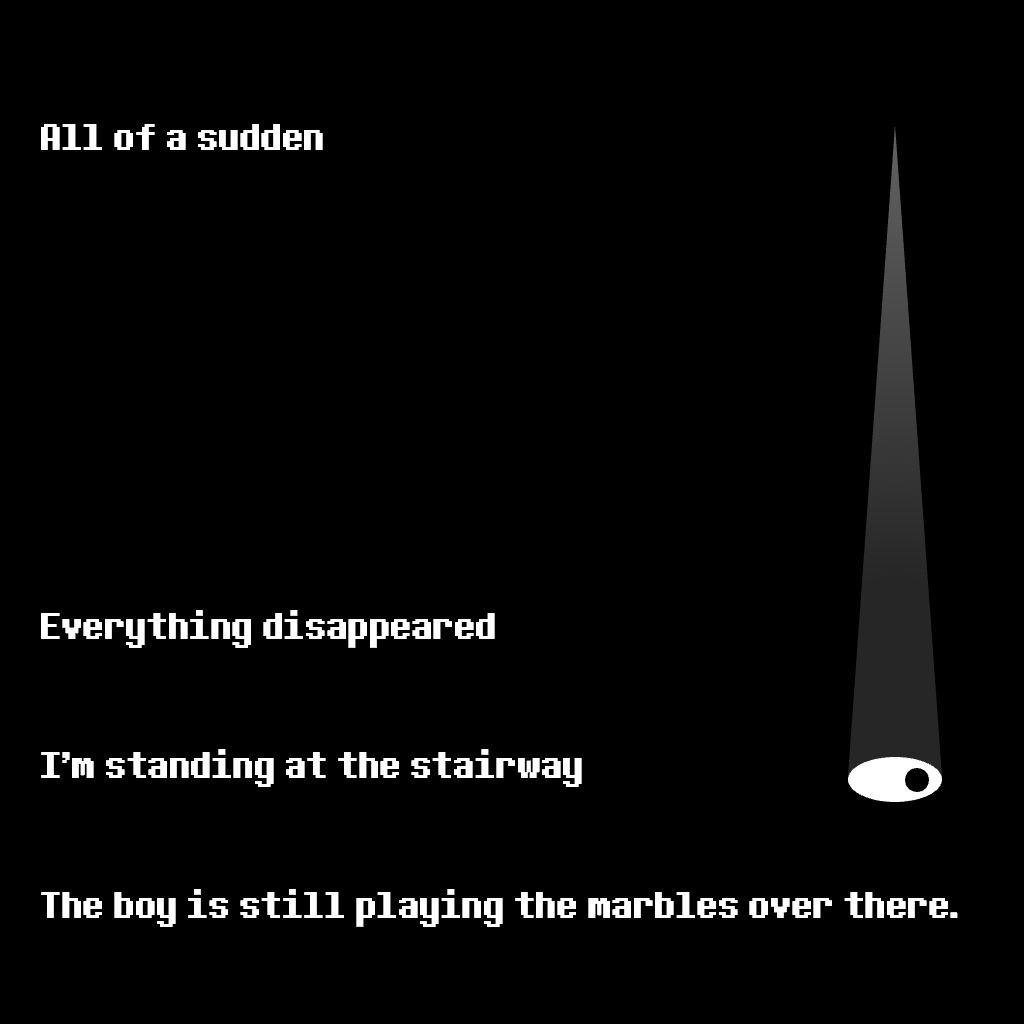 All of a sudden
Everything disappeared
I'm standing at the stairway
The boy is still playing the marbles over there.